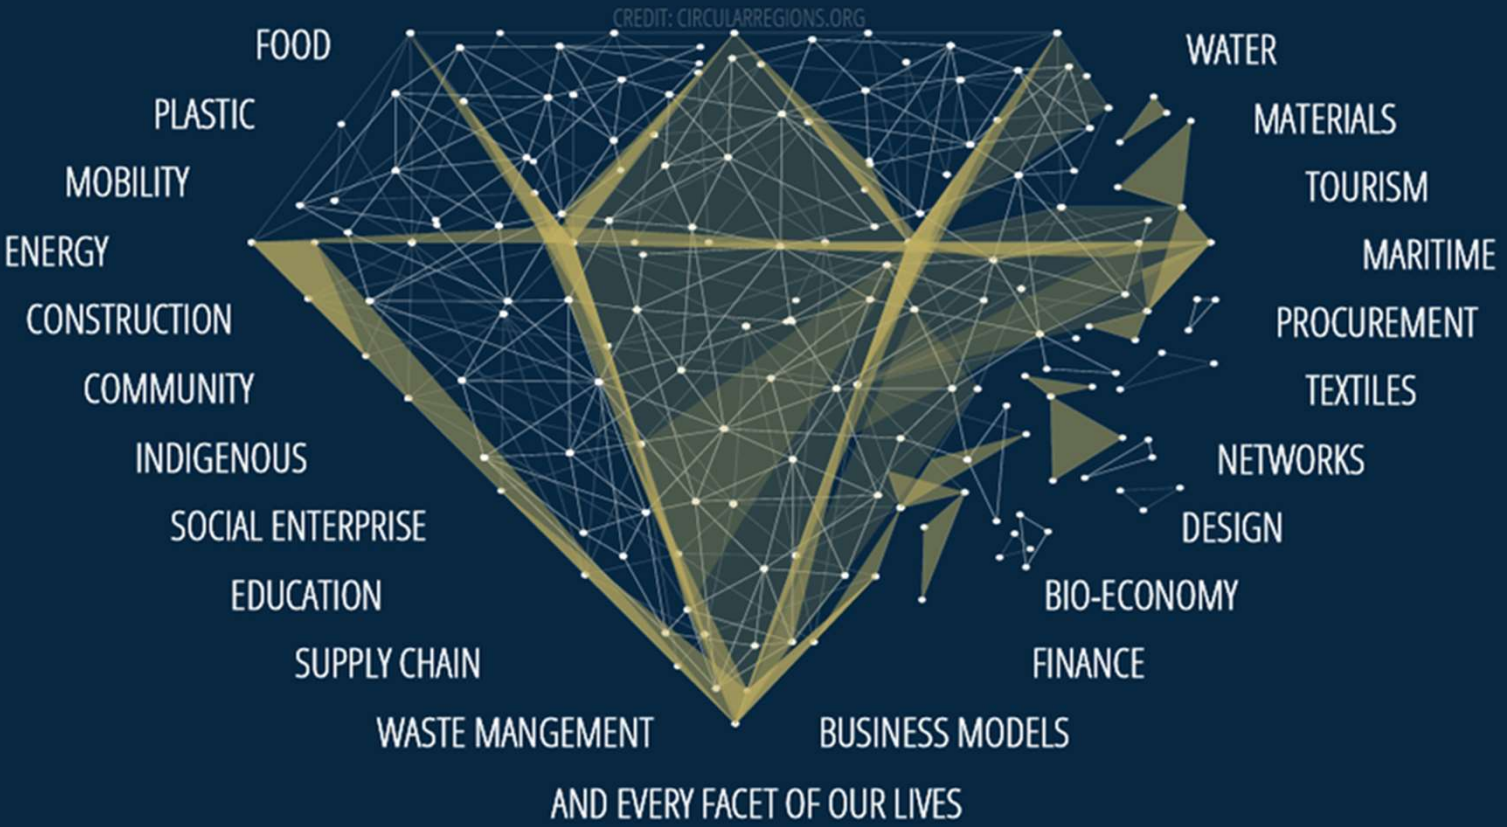 CREDIT: CIRCULARREGIONS.ORG
FOOD
PLASTIC
MOBILITY
ENERGY
CONSTRUCTION
COMMUNITY
INDIGENOUS
SOCIAL ENTERPRISE
EDUCATION
SUPPLY CHAIN
WASTE MANGEMENT
WATER
MATERIALS
TOURISM
MARITIME
PROCUREMENT
TEXTILES
NETWORKS
DESIGN
BIO-ECONOMY
FINANCE
BUSINESS MODELS
AND EVERY FACET OF OUR LIVES